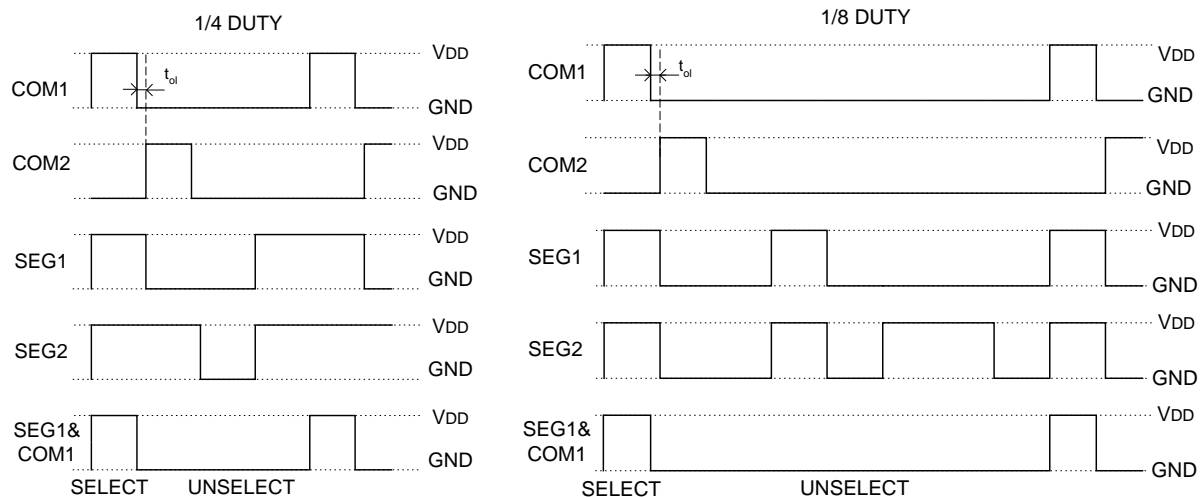 1/4 DUTY
COM1
tol
VDD
GND
COM2
VDD
GND
SEG1
VDD
GND
SEG2
VDD
GND
SEG1&
COM1
VDD
GND
SELECT
UNSELECT
1/8 DUTY
COM1
tol
VDD
GND
COM2
VDD
GND
SEG1
VDD
GND
SEG2
VDD
GND
SEG1&
COM1
VDD
GND
SELECT
UNSELECT